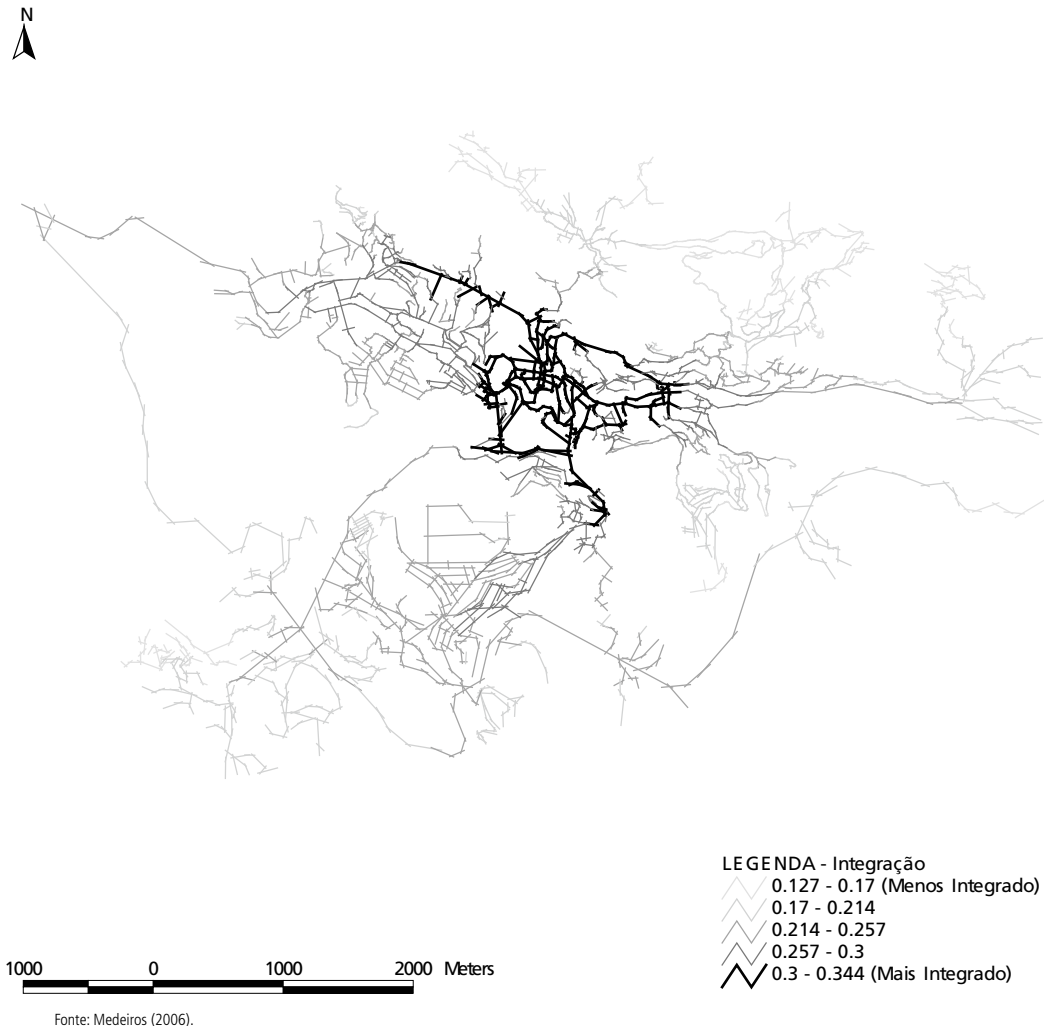 N
LEGENDA - Integração
0.127 - 0.17 (Menos Integrado)
0.17 - 0.214
0.214 - 0.257
0.257 - 0.3
0.3 - 0.344 (Mais Integrado)
1000 0 1000 2000 Meters
Fonte: Medeiros (2006).